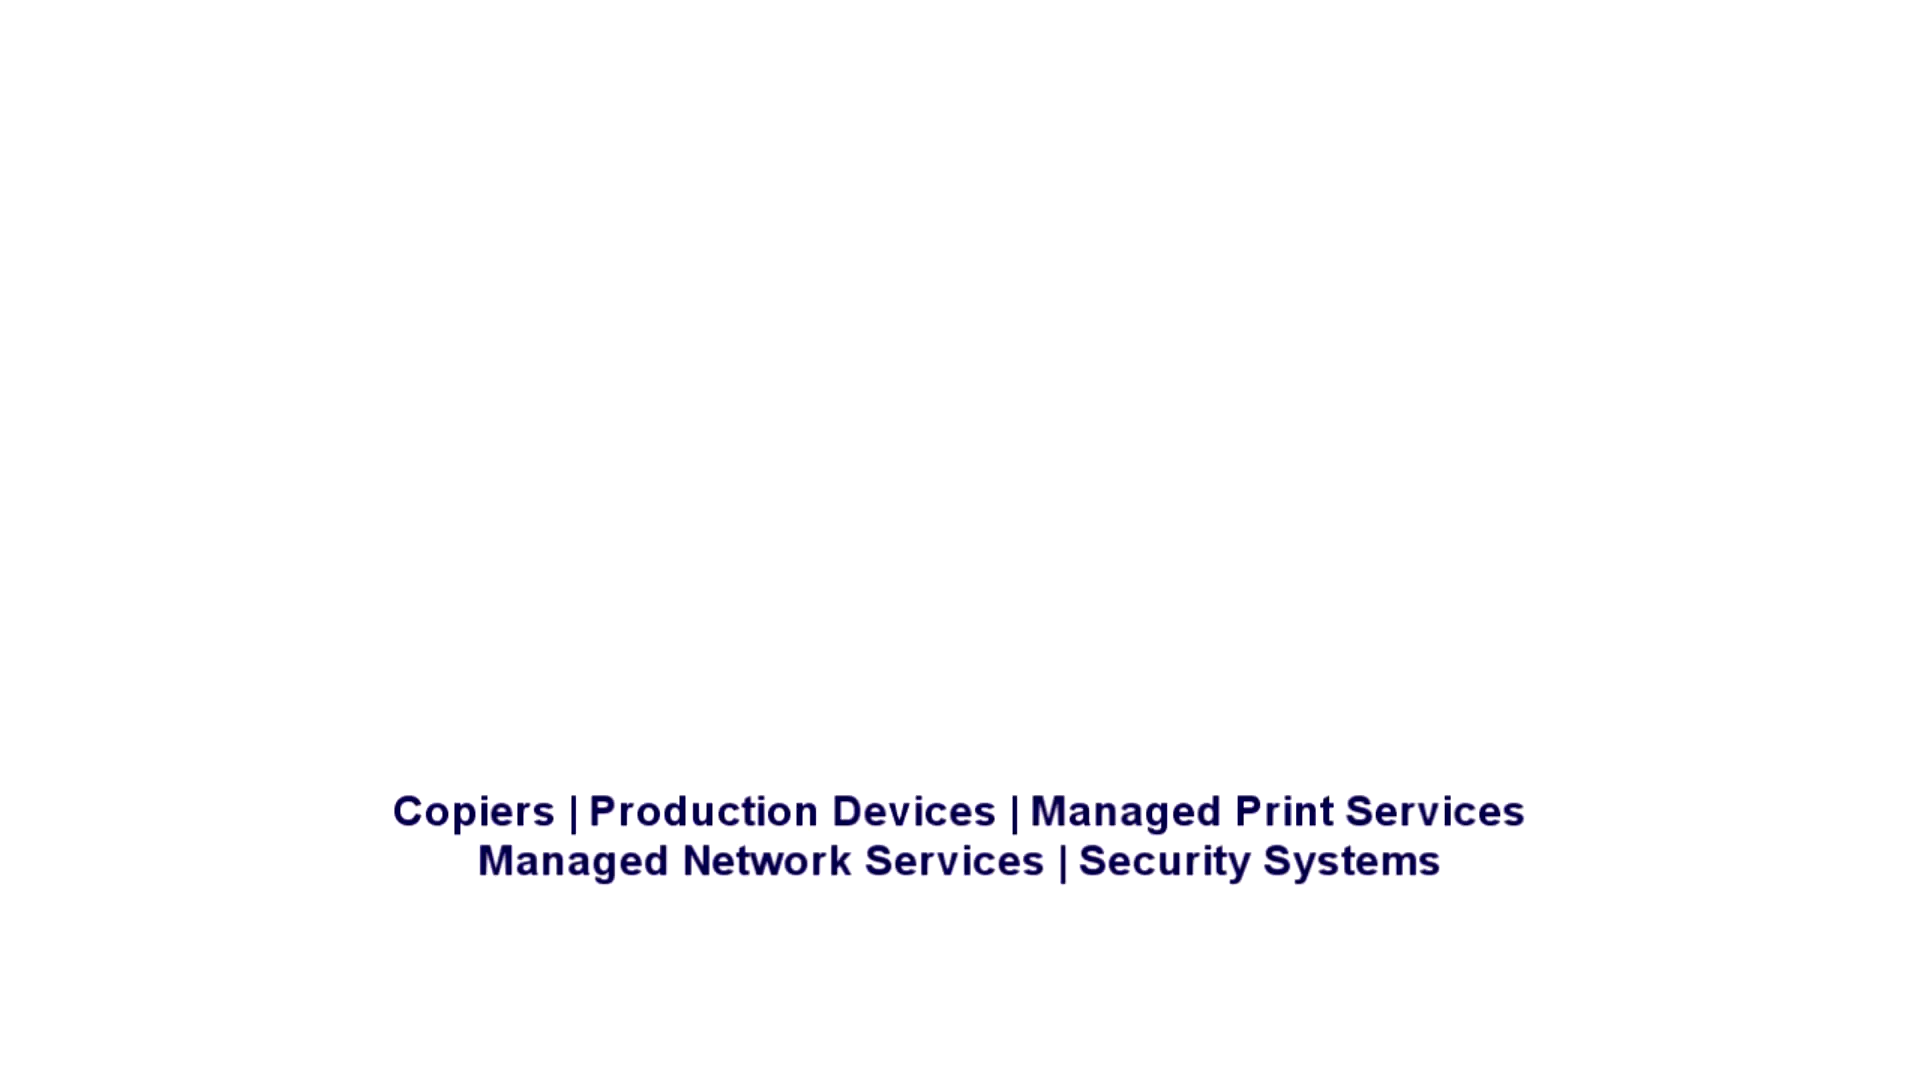 Copiers | Production Devices | Managed Print Services
Managed Network Services | Security Systems